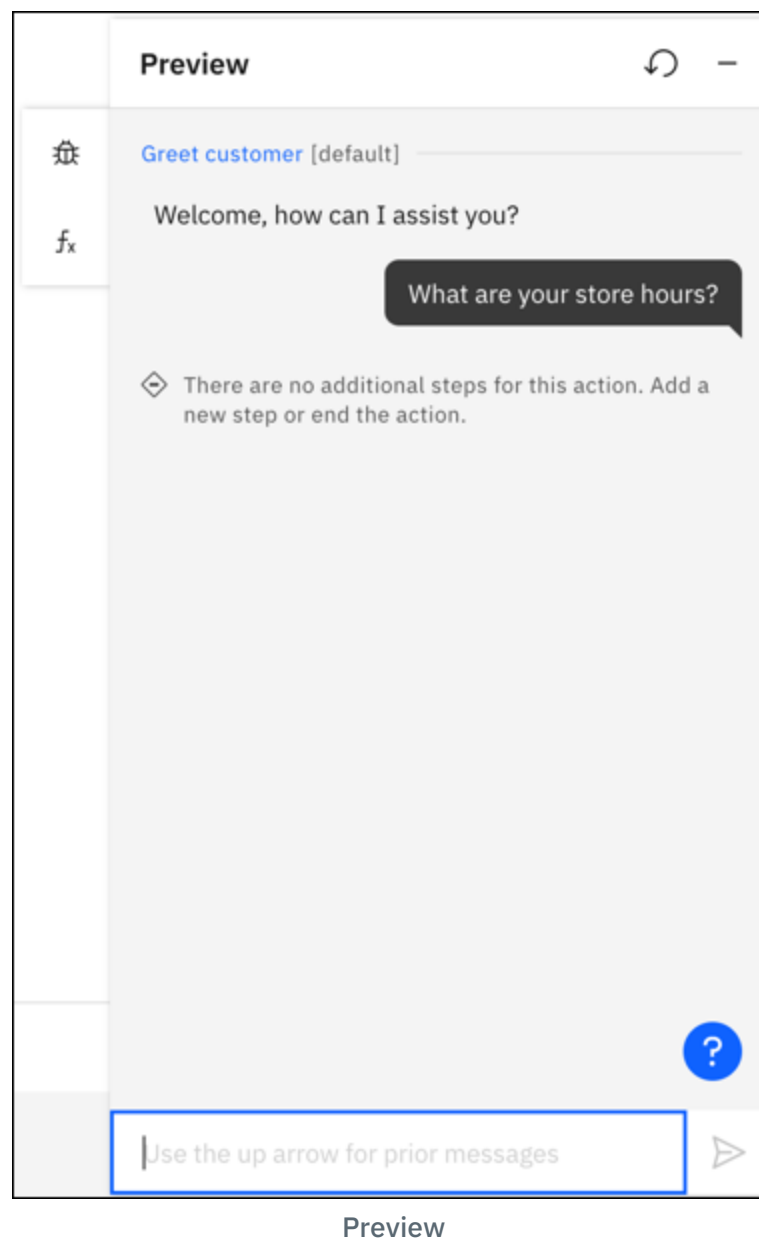 Preview
Greet customer [default]
fx
Welcome, how can I assist you?
What are your store hours?
There are no additional steps for this action. Add a
new step or end the action.
?
Use the up arrow for prior messages
Preview